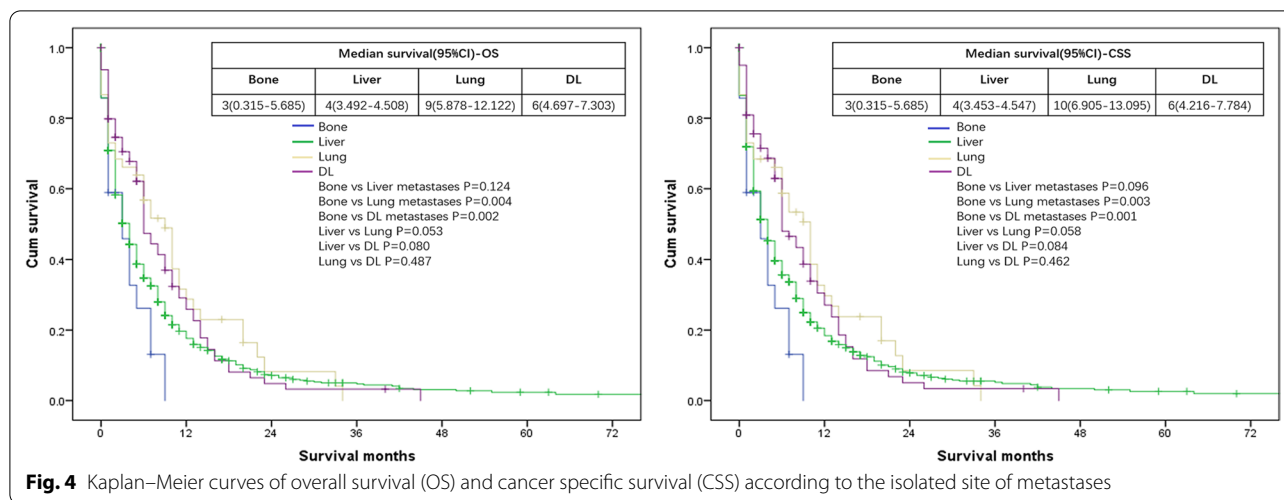 Median survival(95%CI)-OS
Bone Liver Lung DL
3(0.315-5.685) 4(3.492-4.508) 9(5.878-12.122) 6(4.697-7.303)
Bone
Liver
Lung
DL
Bone vs Liver metastases P=0.124
Bone vs Lung metastases P=0.004
Bone vs DL metastases P=0.002
Liver vs Lung P=0.053
Liver vs DL P=0.080
Lung vs DL P=0.487
Cum survival
1.0
0.8
0.6
0.4
0.2
0.0
0 12 24 36 48 60 72
Survival months
Median survival(95%CI)-CSS
Bone Liver Lung DL
3(0.315-5.685) 4(3.453-4.547) 10(6.905-13.095) 6(4.216-7.784)
Bone
Liver
Lung
DL
Bone vs Liver metastases P=0.096
Bone vs Lung metastases P=0.003
Bone vs DL metastases P=0.001
Liver vs Lung P=0.058
Liver vs DL P=0.084
Lung vs DL P=0.462
Cum survival
1.0
0.8
0.6
0.4
0.2
0.0
0 12 24 36 48 60 72
Survival months
Fig. 4 Kaplan–Meier curves of overall survival (OS) and cancer specific survival (CSS) according to the isolated site of metastases